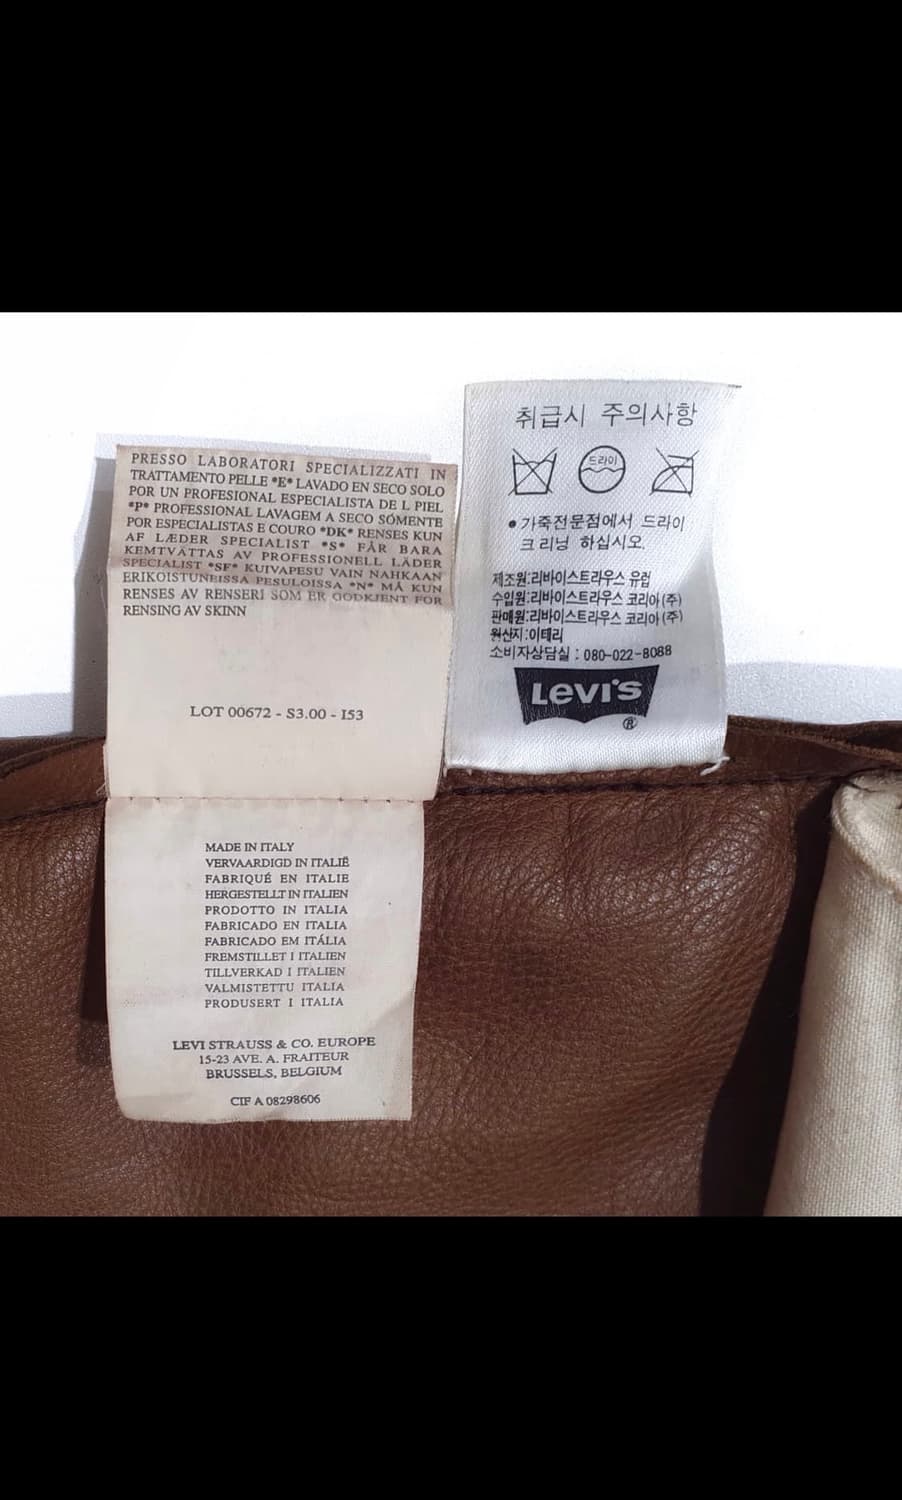 PRESSO LABORATORI SPECIALIZZATI IN
TRATTAMENTO PELLE *E* LAVADO EN SECO SOLO
POR UN PROFESIONAL ESPECIALISTA DE L PIEL
*P* PROFESSIONAL LAVAGEM A SECO SÓMENTE
POR ESPECIALISTAS E COURO *DK* RENSES KUN
AF LÆDER SPECIALIST *S* FÅR BARA
KEMTVÄTTAS AV PROFESSIONELL LÄDER
SPECIALIST *SF* KUIVAPESU VAIN NAHKAAN
ERIKOISTUNEISSA PESULOISSA *N* MÅ KUN
RENSES AV RENSERI SOM ER GODKJENT FOR
RENSING AV SKINN
LOT 00672 - S3.00 - I53
MADE IN ITALY
VERVAARDIGD IN ITALIË
FABRIQUÉ EN ITALIE
HERGESTELLT IN ITALIEN
PRODOTTO IN ITALIA
FABRICADO EN ITALIA
FABRICADO EM ITÁLIA
FREMSTILLET I ITALIEN
TILLVERKAD I ITALIEN
VALMISTETTU ITALIA
PRODUSERT I ITALIA
LEVI STRAUSS & CO. EUROPE
15-23 AVE. A. FRAITEUR
BRUSSELS, BELGIUM
CIF A 08298606
취급시 주의사항
드라이
● 가죽전문점에서 드라이
크리닝 하십시오.
제조원:리바이스트라우스 유럽
수입원:리바이스트라우스 코리아(주)
판매원:리바이스트라우스 코리아(주)
원산지:이태리
소비자상담실 : 080-022-8088
Levi's
®